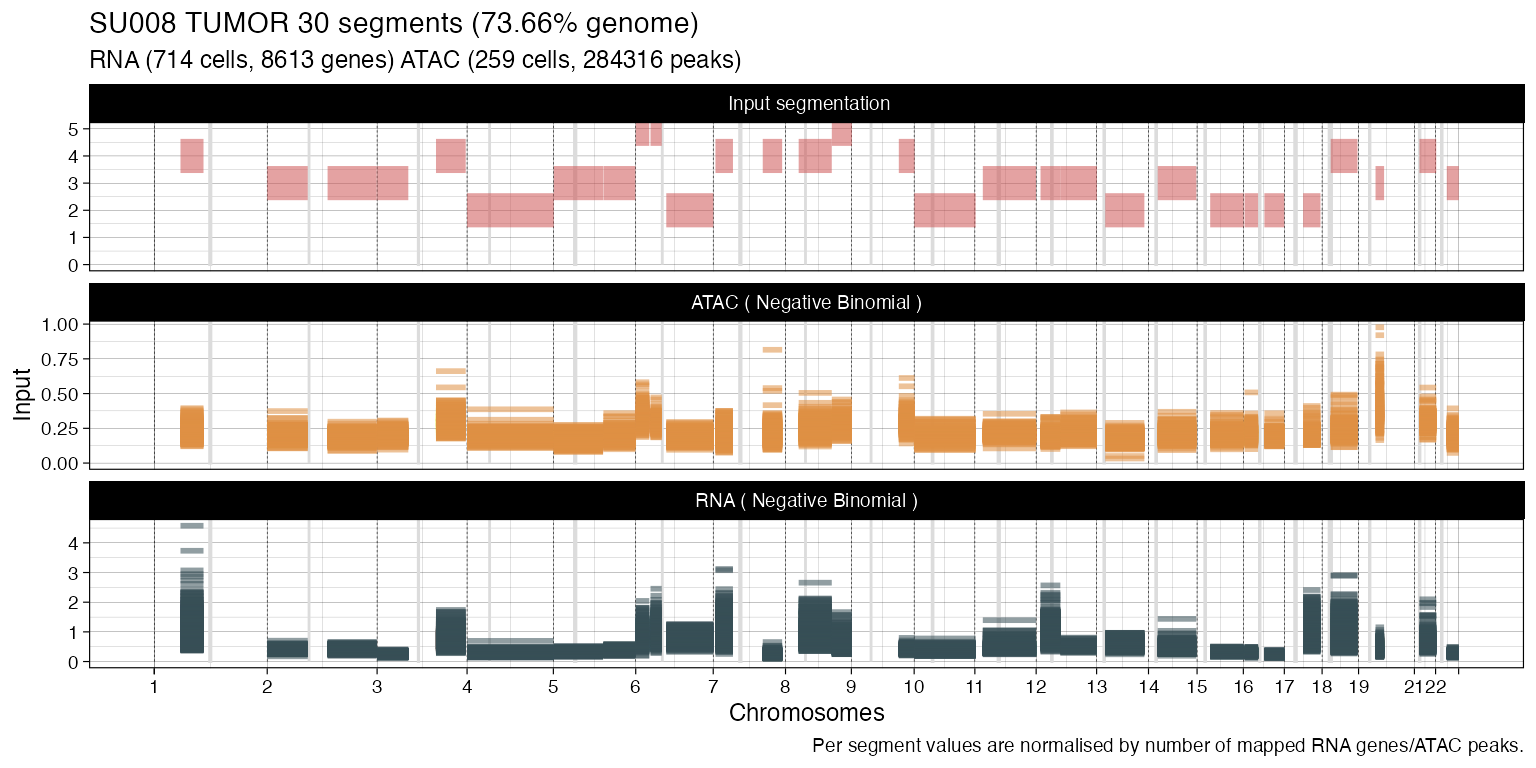 SU008 TUMOR 30 segments (73.66% genome)
RNA (714 cells, 8613 genes) ATAC (259 cells, 284316 peaks)
Input segmentation
5
4
3
2
1
0
ATAC ( Negative Binomial )
1.00
0.75
0.50
0.25
0.00
Input
RNA ( Negative Binomial )
4
3
2
1
0
1 2 3 4 5 6 7 8 9 10 11 12 13 14 15 16 17 18 19 2122
Chromosomes
Per segment values are normalised by number of mapped RNA genes/ATAC peaks.